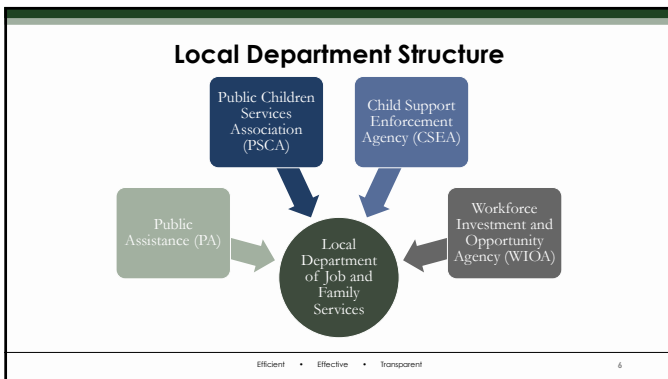 Local Department Structure
Public Children
Services
Association
(PSCA)
Child Support
Enforcement
Agency (CSEA)
Public
Assistance (PA)
Workforce
Investment and
Opportunity
Agency (WIOA)
Local
Department
of Job and
Family
Services
Efficient • Effective • Transparent
6